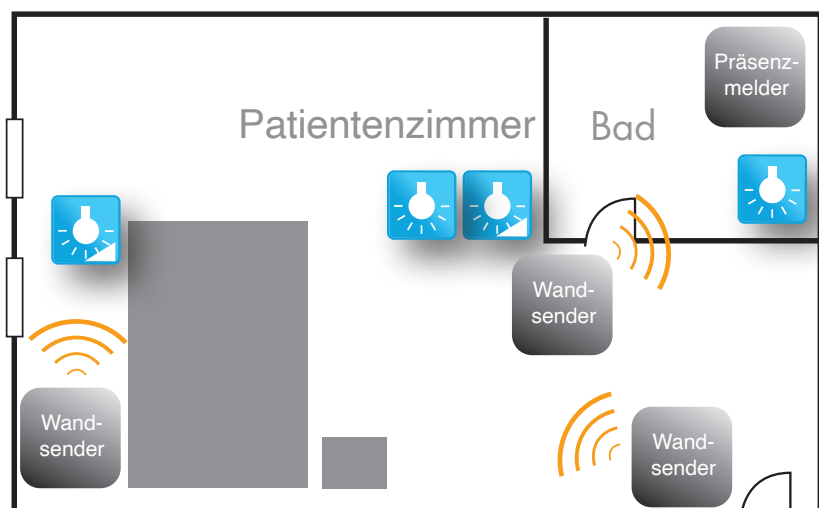 Präsenz-
melder
Patientenzimmer
Bad
Wand-
sender
Wand-
sender
Wand-
sender